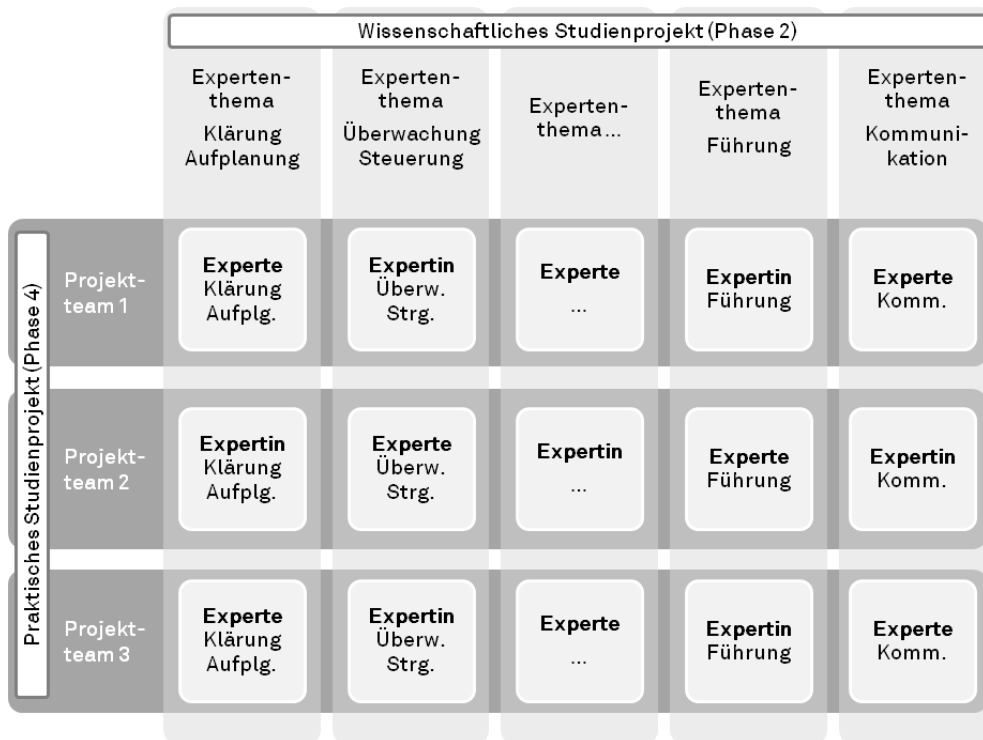 Wissenschaftliches Studienprojekt (Phase 2)
Experten-
thema
Klärung
Aufplanung
Experten-
thema
Überwachung
Steuerung
Experten-
thema ...
Experten-
thema
Führung
Experten-
thema
Kommuni-
kation
Praktisches Studienprojekt (Phase 4)
Projekt-
team 1
Experte
Klärung
Aufplg.
Expertin
Überw.
Strg.
Experte
...
Expertin
Führung
Experte
Komm.
Projekt-
team 2
Expertin
Klärung
Aufplg.
Experte
Überw.
Strg.
Expertin
...
Experte
Führung
Expertin
Komm.
Projekt-
team 3
Experte
Klärung
Aufplg.
Expertin
Überw.
Strg.
Experte
...
Expertin
Führung
Experte
Komm.